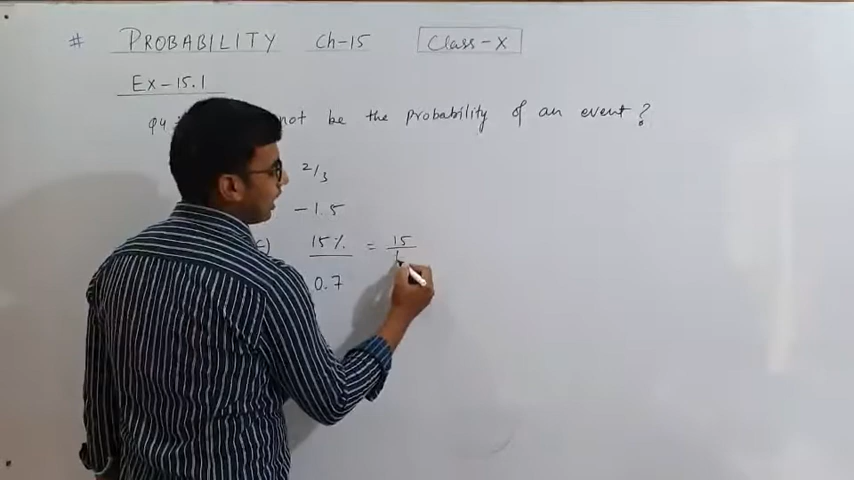 # PROBABILITY Ch-15 Class-X
Ex-15.1
Q4 not be the probability of an event?
2/3
-1.5
c) 15% = 15/1
0.7